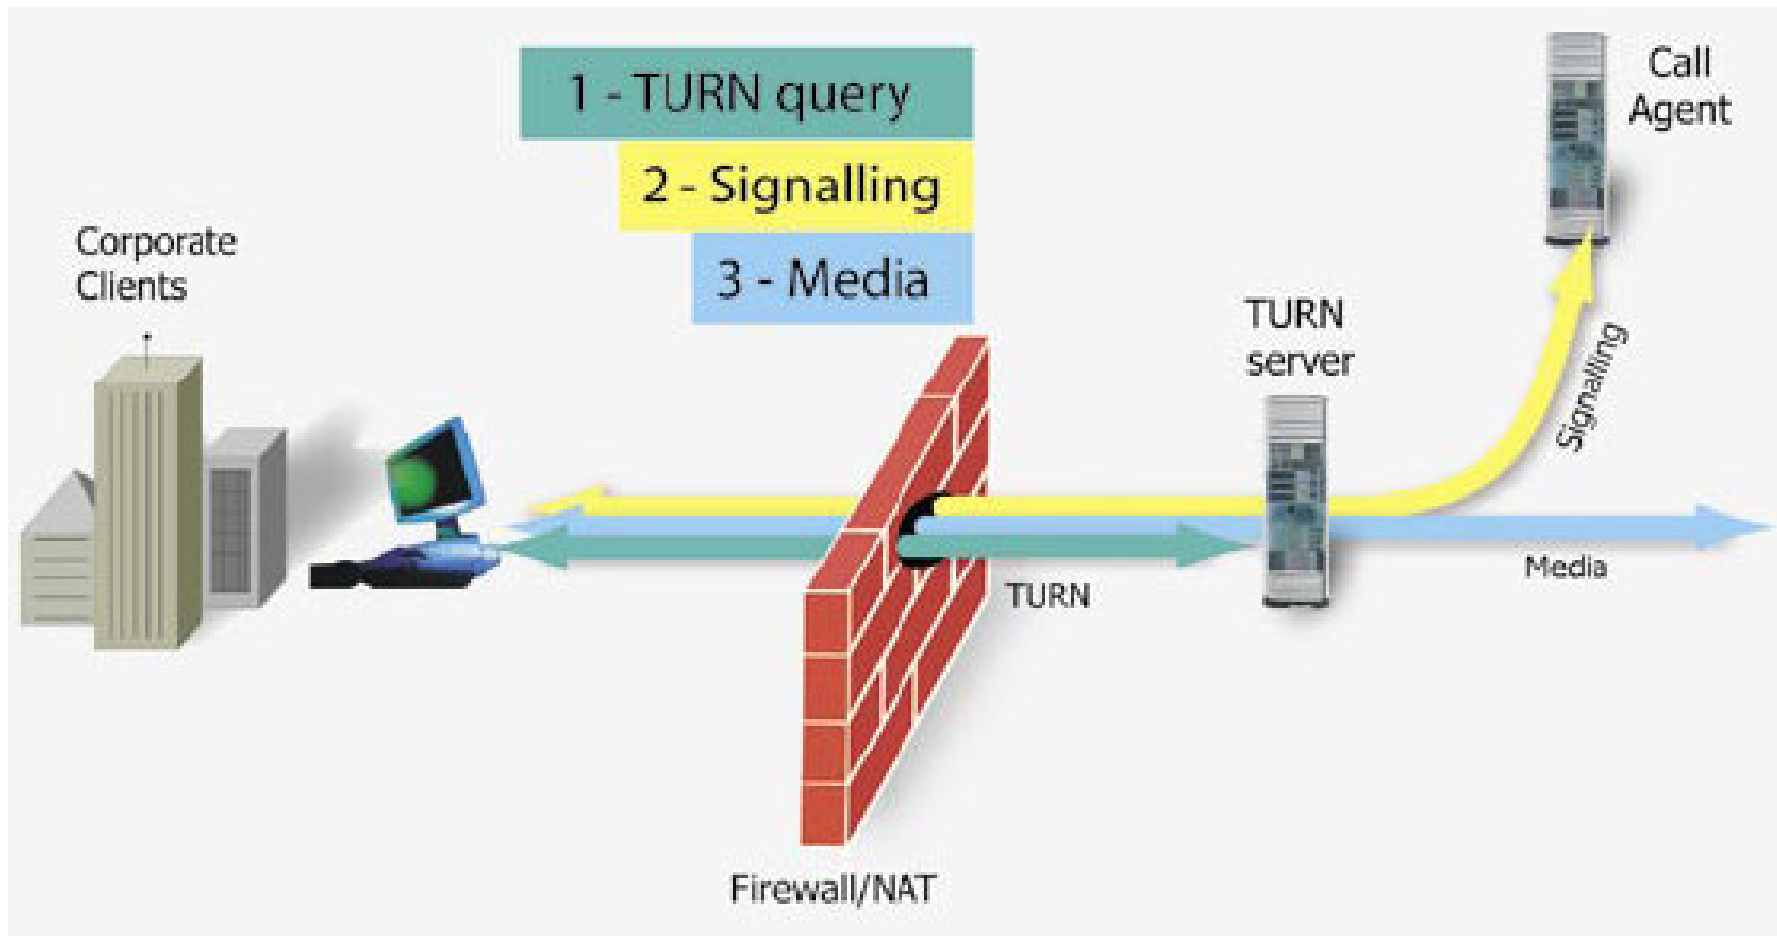 1 - TURN query
2 - Signalling
3 - Media
Call
Agent
Corporate
Clients
TURN
server
Signalling
Media
TURN
Firewall/NAT